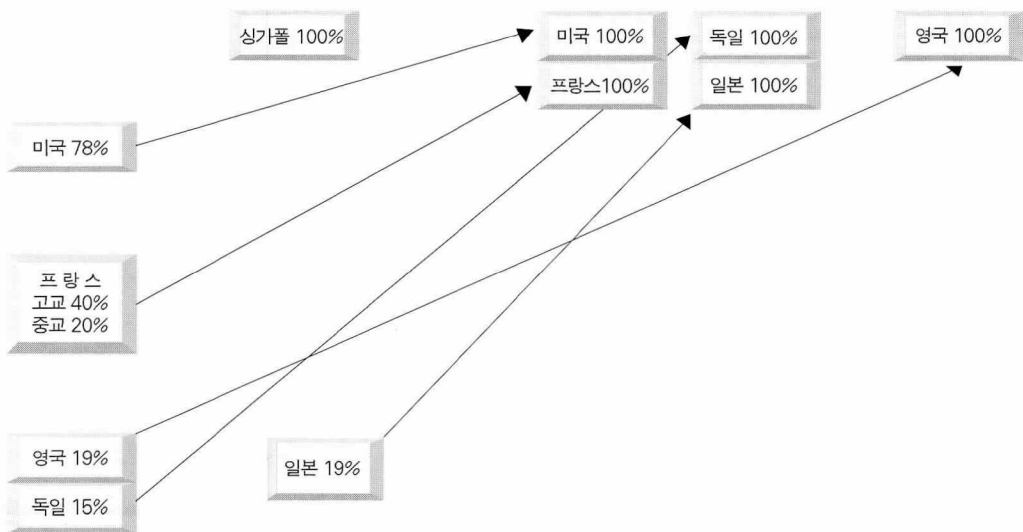 싱가폴 100%
미국 100%
독일 100%
영국 100%
프랑스100%
일본 100%
미국 78%
프 랑 스
고교 40%
중교 20%
영국 19%
일본 19%
독일 15%